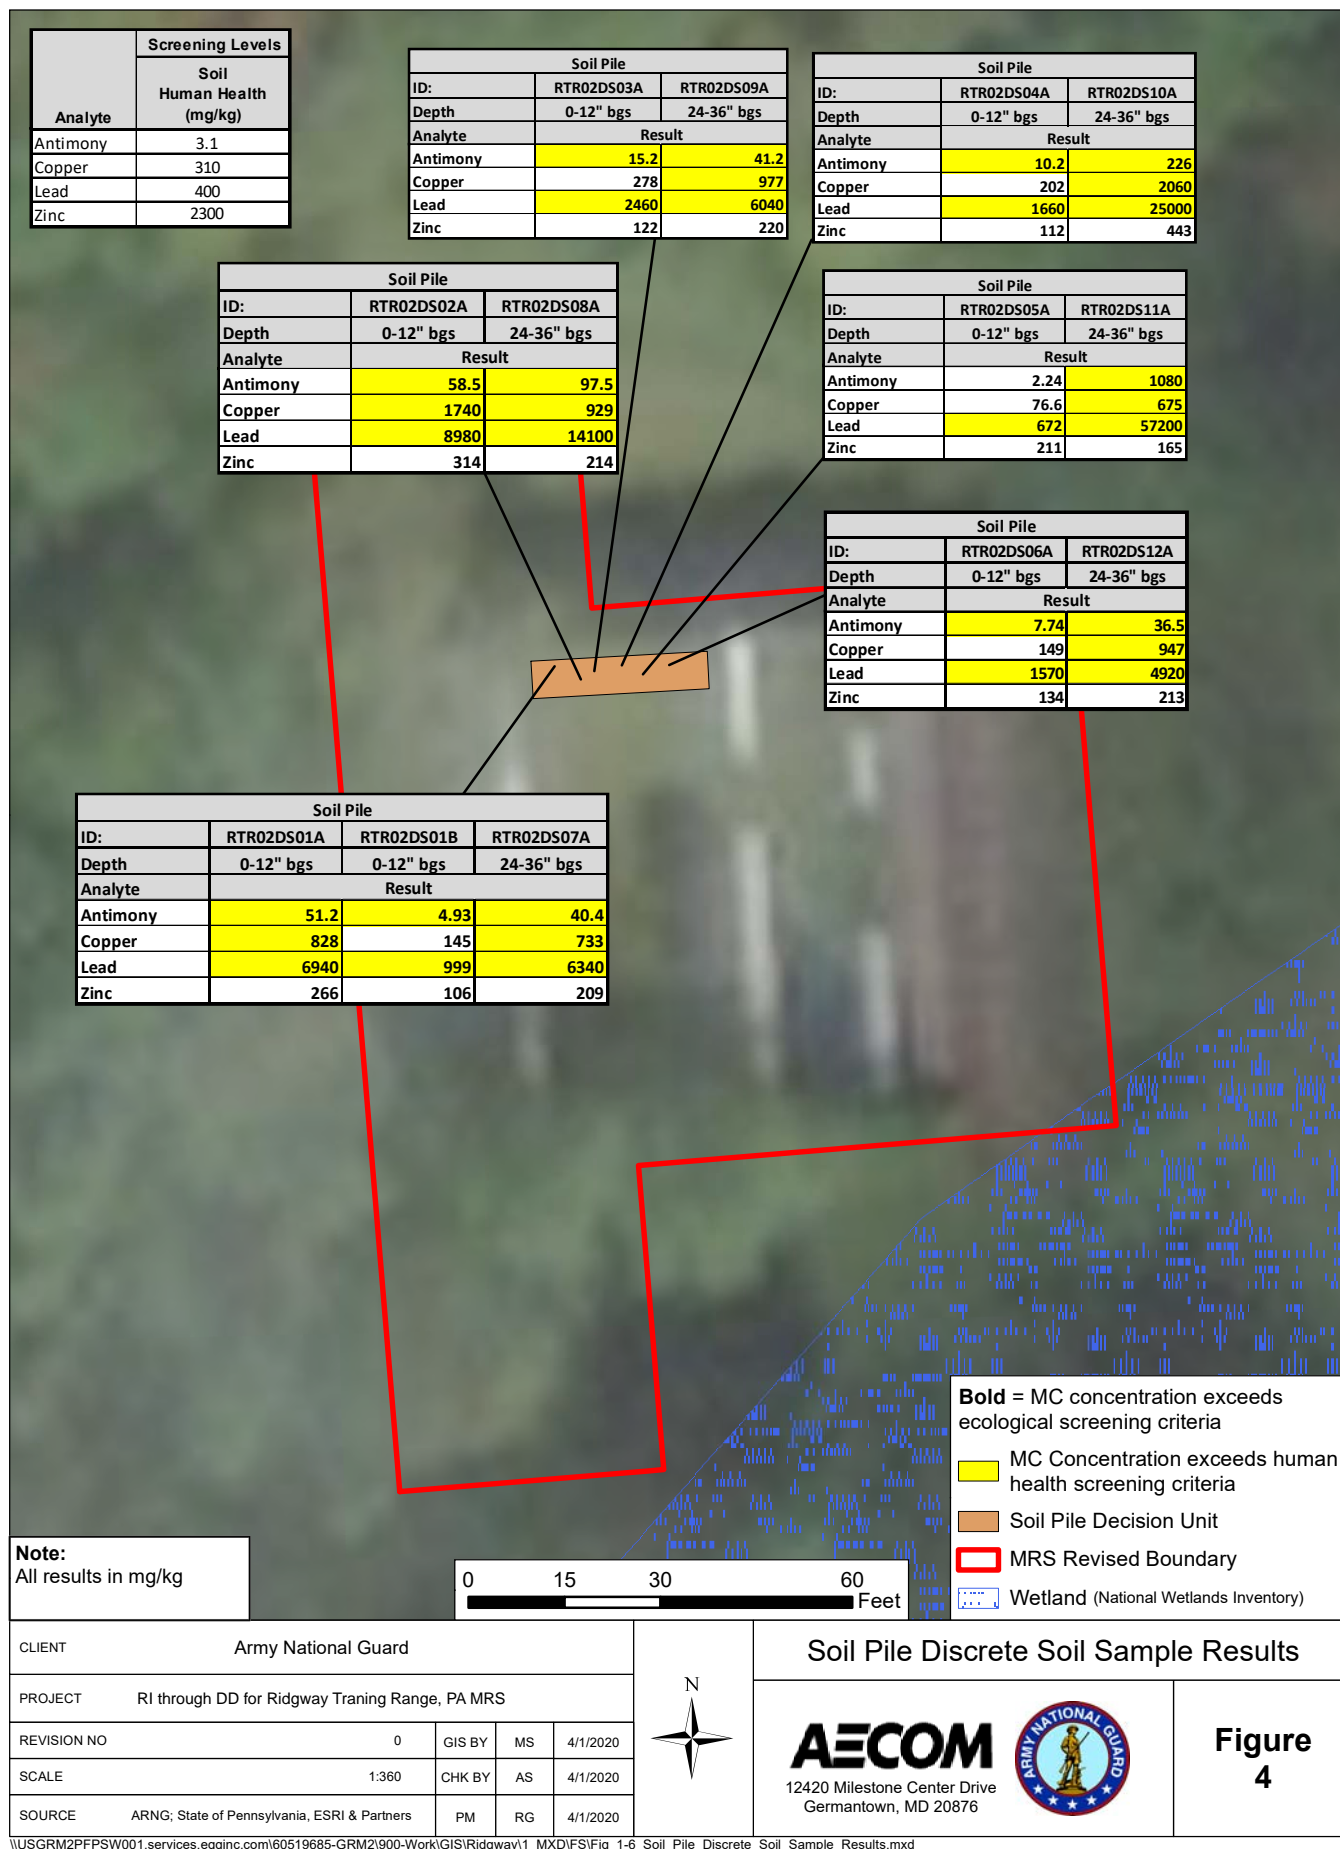 Screening Levels
Analyte
Soil
Human Health
(mg/kg)
Antimony 3.1
Copper 310
Lead 400
Zinc 2300
Soil Pile
ID: RTR02DS03A RTR02DS09A
Depth 0-12" bgs 24-36" bgs
Analyte Result
Antimony 15.2 41.2
Copper 278 977
Lead 2460 6040
Zinc 122 220
Soil Pile
ID: RTR02DS04A RTR02DS10A
Depth 0-12" bgs 24-36" bgs
Analyte Result
Antimony 10.2 226
Copper 202 2060
Lead 1660 25000
Zinc 112 443
Soil Pile
ID: RTR02DS02A RTR02DS08A
Depth 0-12" bgs 24-36" bgs
Analyte Result
Antimony 58.5 97.5
Copper 1740 929
Lead 8980 14100
Zinc 314 214
Soil Pile
ID: RTR02DS05A RTR02DS11A
Depth 0-12" bgs 24-36" bgs
Analyte Result
Antimony 2.24 1080
Copper 76.6 675
Lead 672 57200
Zinc 211 165
Soil Pile
ID: RTR02DS06A RTR02DS12A
Depth 0-12" bgs 24-36" bgs
Analyte Result
Antimony 7.74 36.5
Copper 149 947
Lead 1570 4920
Zinc 134 213
Soil Pile
ID: RTR02DS01A RTR02DS01B RTR02DS07A
Depth 0-12" bgs 0-12" bgs 24-36" bgs
Analyte Result
Antimony 51.2 4.93 40.4
Copper 828 145 733
Lead 6940 999 6340
Zinc 266 106 209
Bold = MC concentration exceeds
ecological screening criteria
MC Concentration exceeds human
health screening criteria
Soil Pile Decision Unit
MRS Revised Boundary
Wetland (National Wetlands Inventory)
Note:
All results in mg/kg
0 15 30 60
Feet
CLIENT Army National Guard
PROJECT RI through DD for Ridgway Traning Range, PA MRS
REVISION NO 0 GIS BY MS 4/1/2020
SCALE 1:360 CHK BY AS 4/1/2020
SOURCE ARNG; State of Pennsylvania, ESRI & Partners PM RG 4/1/2020
N
Soil Pile Discrete Soil Sample Results
AECOM
12420 Milestone Center Drive
Germantown, MD 20876
ARMY NATIONAL GUARD
Figure
4
\\USGRM2PFPSW001.services.egginc.com\60519685-GRM2\900-Work\GIS\Ridgway\1_MXD\FS\Fig_1-6_Soil_Pile_Discrete_Soil_Sample_Results.mxd